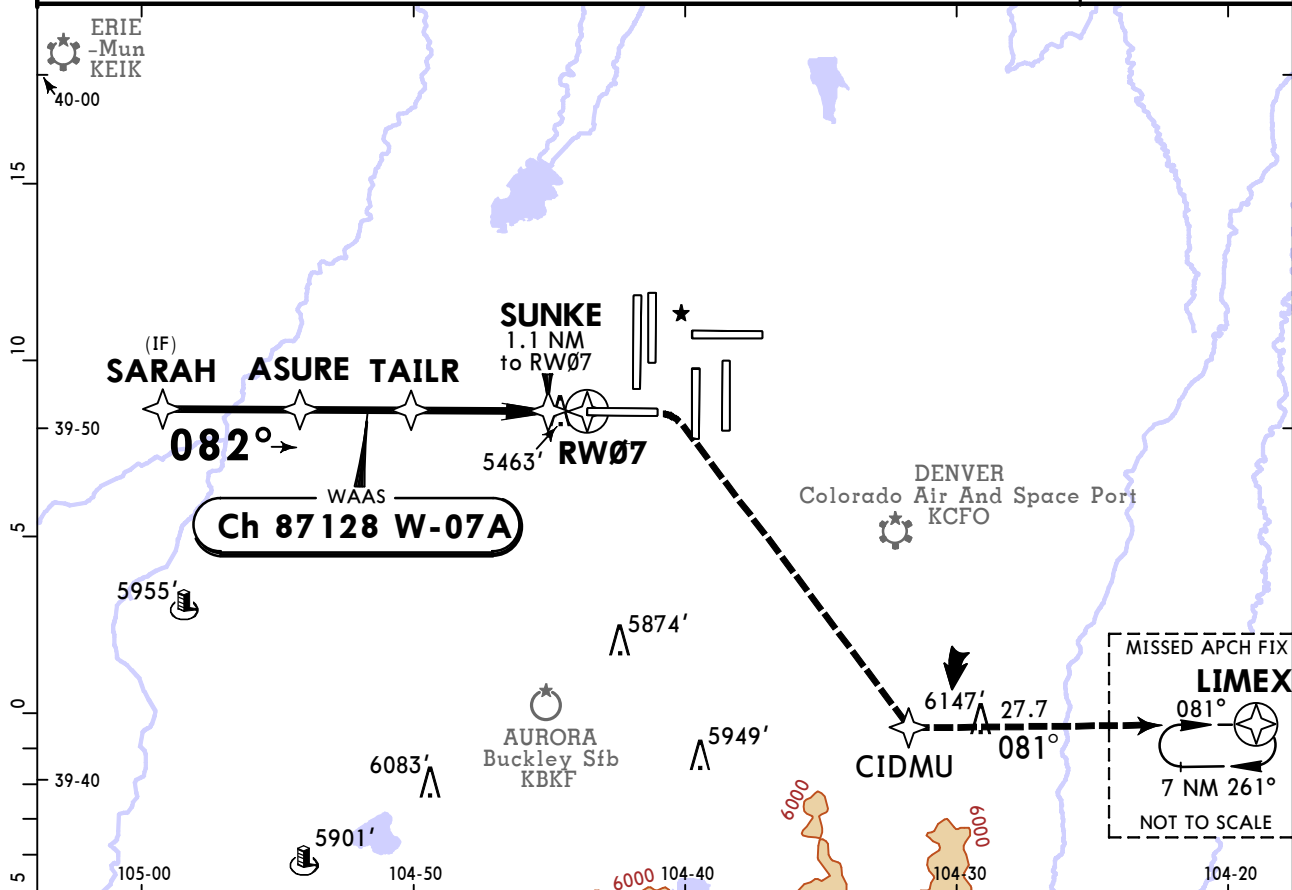 ERIE
-Mun
KEIK
40-00
15
10
39-50
5
0
39-40
5
(IF)
SARAH
ASURE
TAILR
SUNKE
1.1 NM
to RWØ7
082°
5463'
RWØ7
WAAS
Ch 87128 W-07A
DENVER
Colorado Air And Space Port
KCFO
5955'
5874'
AURORA
Buckley Sfb
KBKF
5949'
6083'
5901'
6147'
27.7
081°
CIDMU
MISSED APCH FIX
LIMEX
081°
7 NM 261°
NOT TO SCALE
6000
6000
6000
105-00
104-50
104-40
104-30
104-20